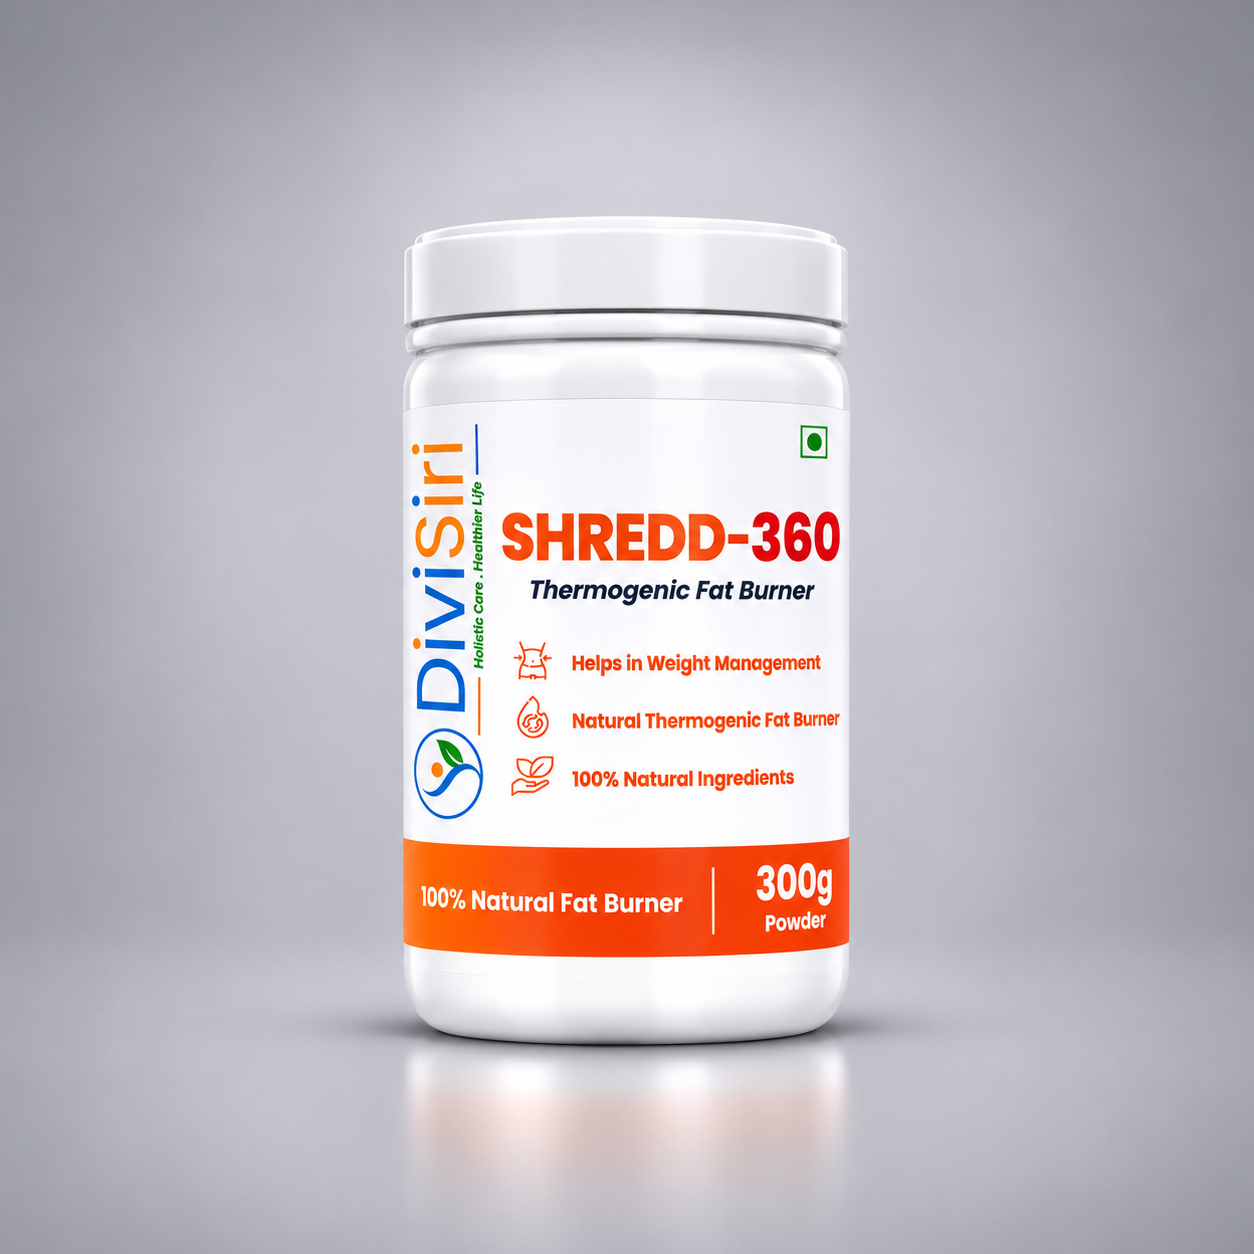 DiviSiri
Holistic Care . Healthier Life
SHREDD-360
Thermogenic Fat Burner
Helps in Weight Management
Natural Thermogenic Fat Burner
100% Natural Ingredients
100% Natural Fat Burner
300g
Powder